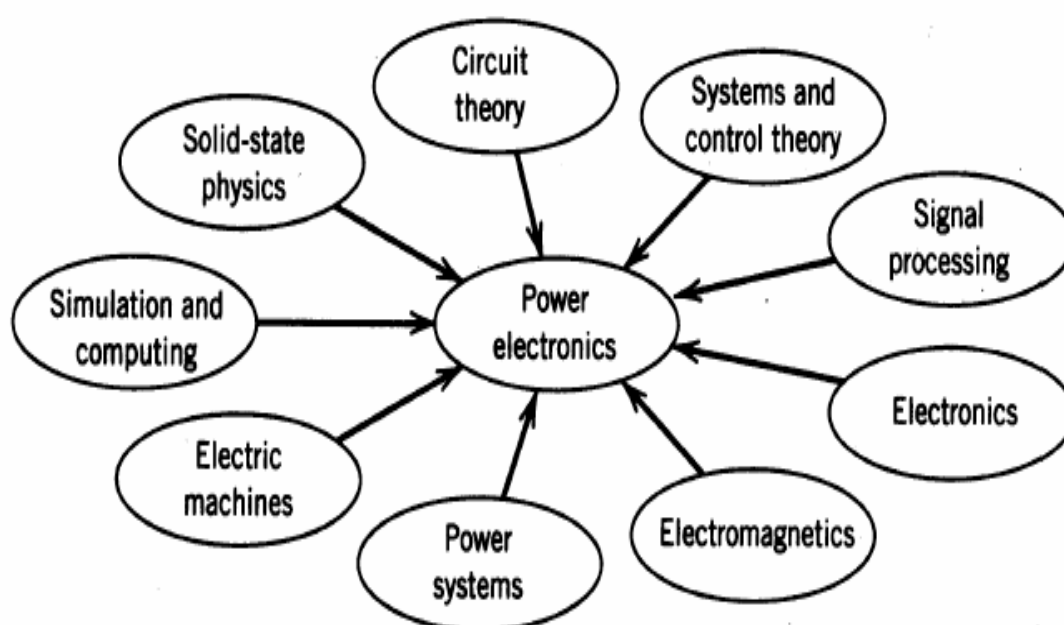 Circuit
theory
Systems and
control theory
Solid-state
physics
Signal
processing
Simulation and
computing
Power
electronics
Electronics
Electric
machines
Power
systems
Electromagnetics